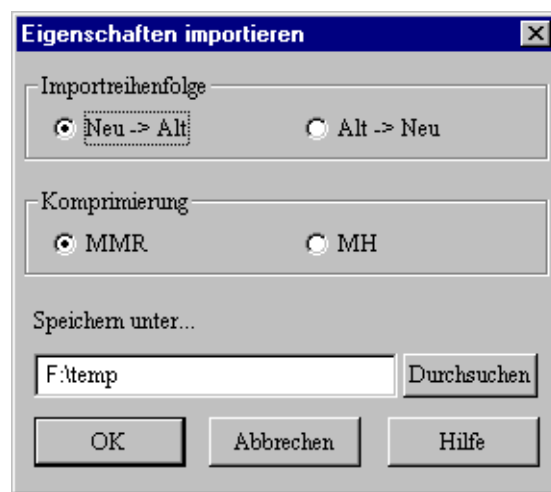 Eigenschaften importieren
Importreihenfolge
Neu -> Alt Alt -> Neu
Komprimierung
MMR MH
Speichern unter...
F:\temp Durchsuchen
OK Abbrechen Hilfe